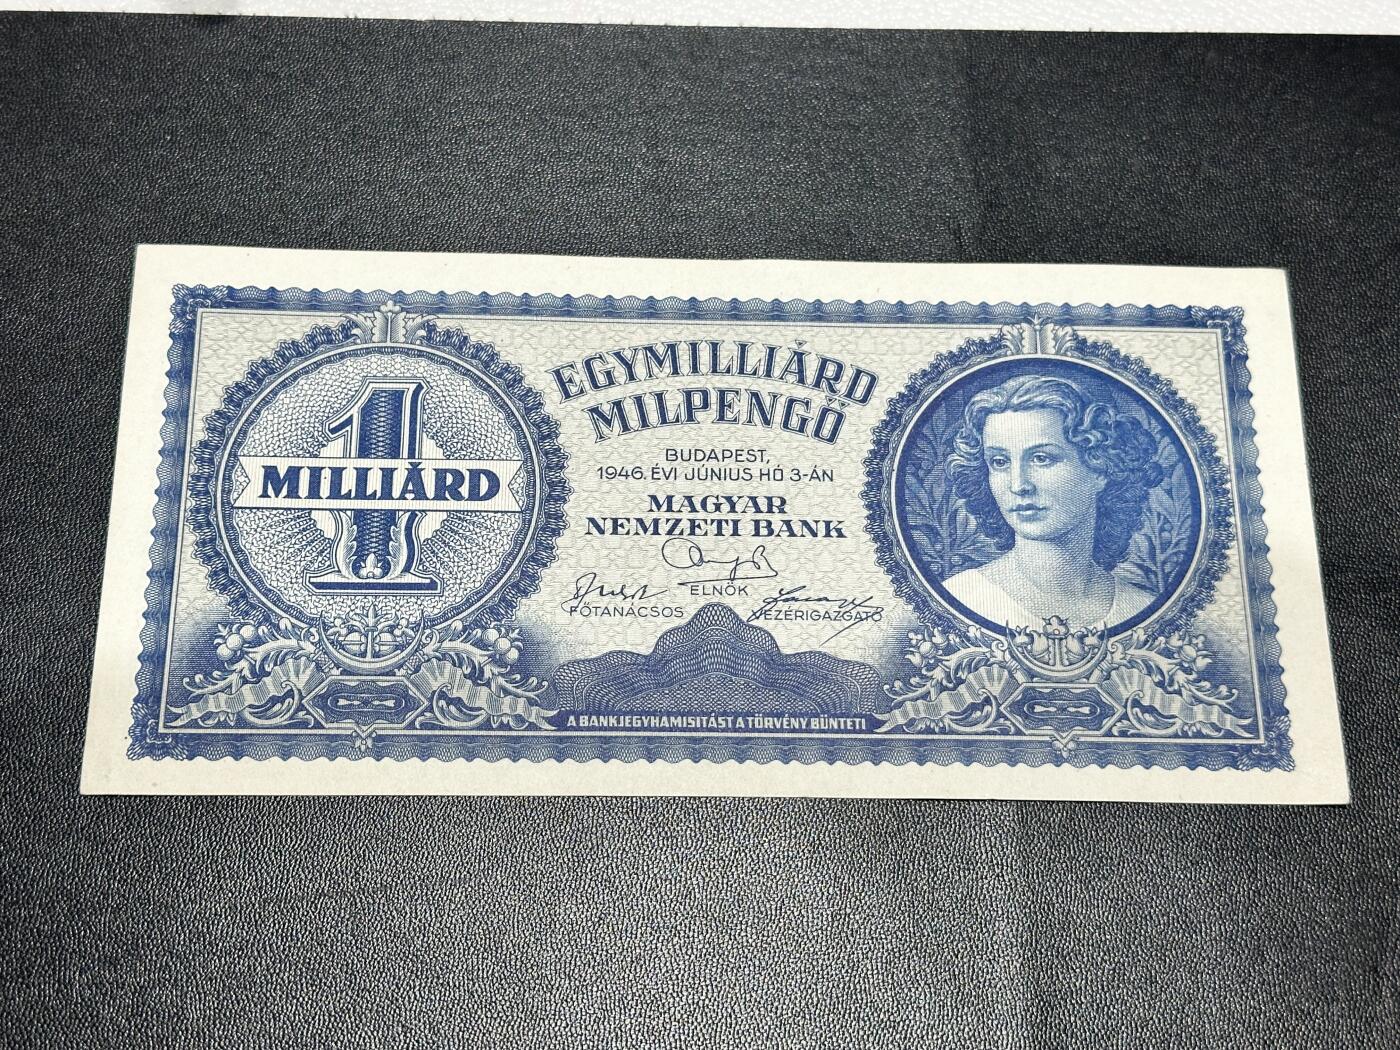 1
MILLIÁRD
EGYMILLIÁRD
MILPENGŐ
BUDAPEST,
1946. ÉVI JÚNIUS HÓ 3-ÁN
MAGYAR
NEMZETI BANK
ELNÖK
FŐTANÁCSOS
VEZÉRIGAZGATÓ
A BANKJEGYHAMISITÁST A TÖRVÉNY BÜNTETI